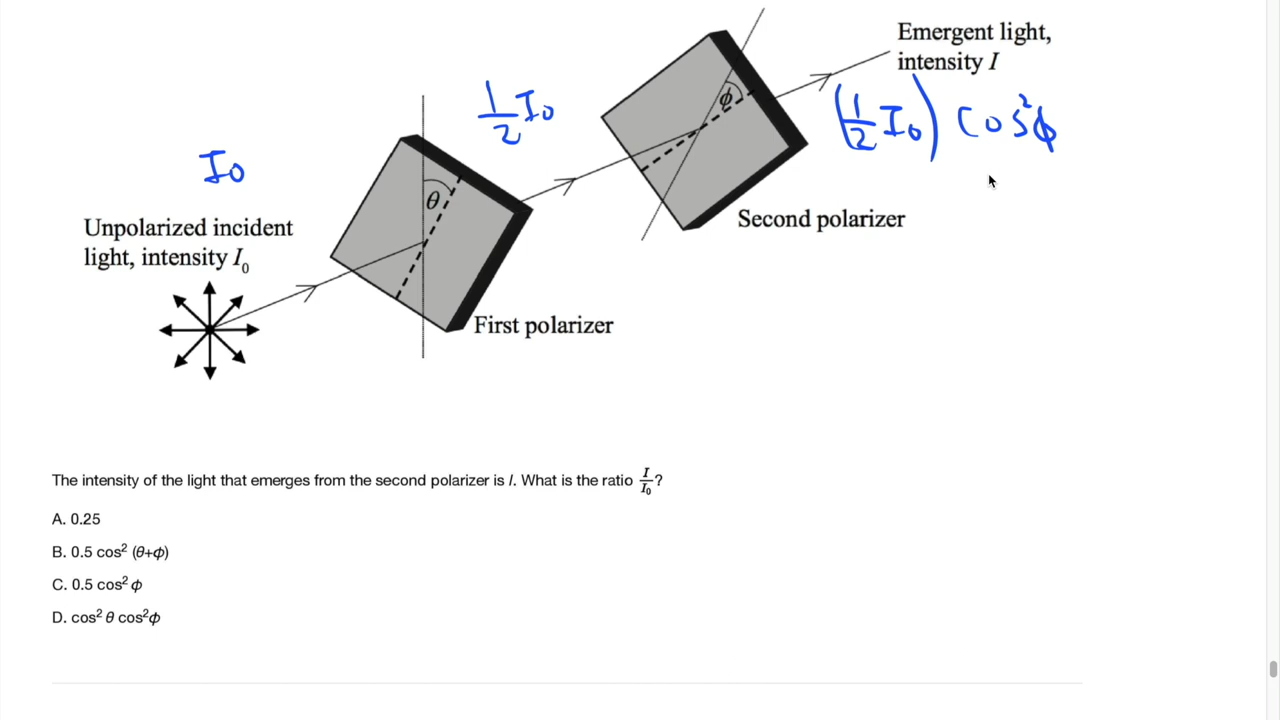 Emergent light,
intensity I
(1/2 I₀) cos²ϕ
1/2 I₀
ϕ
I₀
θ
Unpolarized incident
light, intensity I₀
Second polarizer
First polarizer
The intensity of the light that emerges from the second polarizer is I. What is the ratio I/I₀?
A. 0.25
B. 0.5 cos² (θ+ϕ)
C. 0.5 cos² ϕ
D. cos² θ cos²ϕ